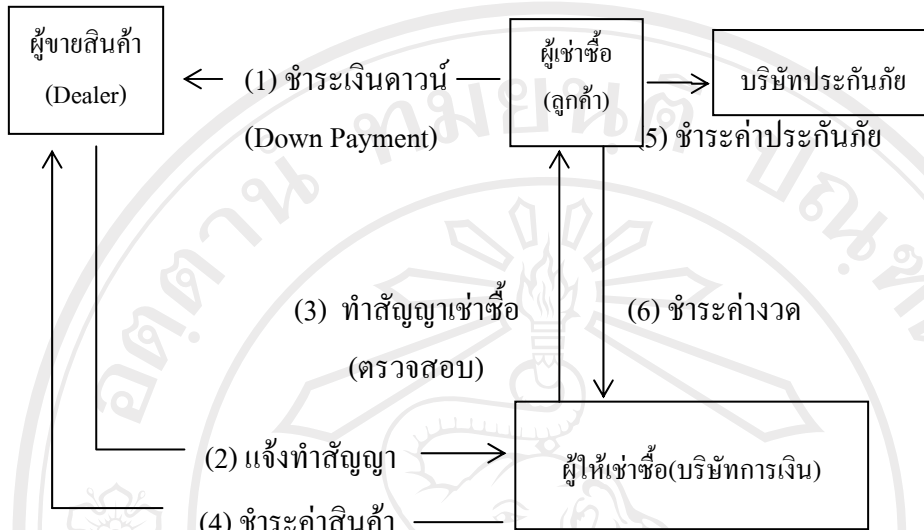 ผู้ขายสินค้า
(Dealer)
(1) ชำระเงินดาวน์
(Down Payment)
ผู้เช่าซื้อ
(ลูกค้า)
บริษัทประกันภัย
(5) ชำระค่าประกันภัย
(3) ทำสัญญาเช่าซื้อ
(ตรวจสอบ)
(6) ชำระค่างวด
(2) แจ้งทำสัญญา
ผู้ให้เช่าซื้อ(บริษัทการเงิน)
(4) ชำระค่าสินค้า